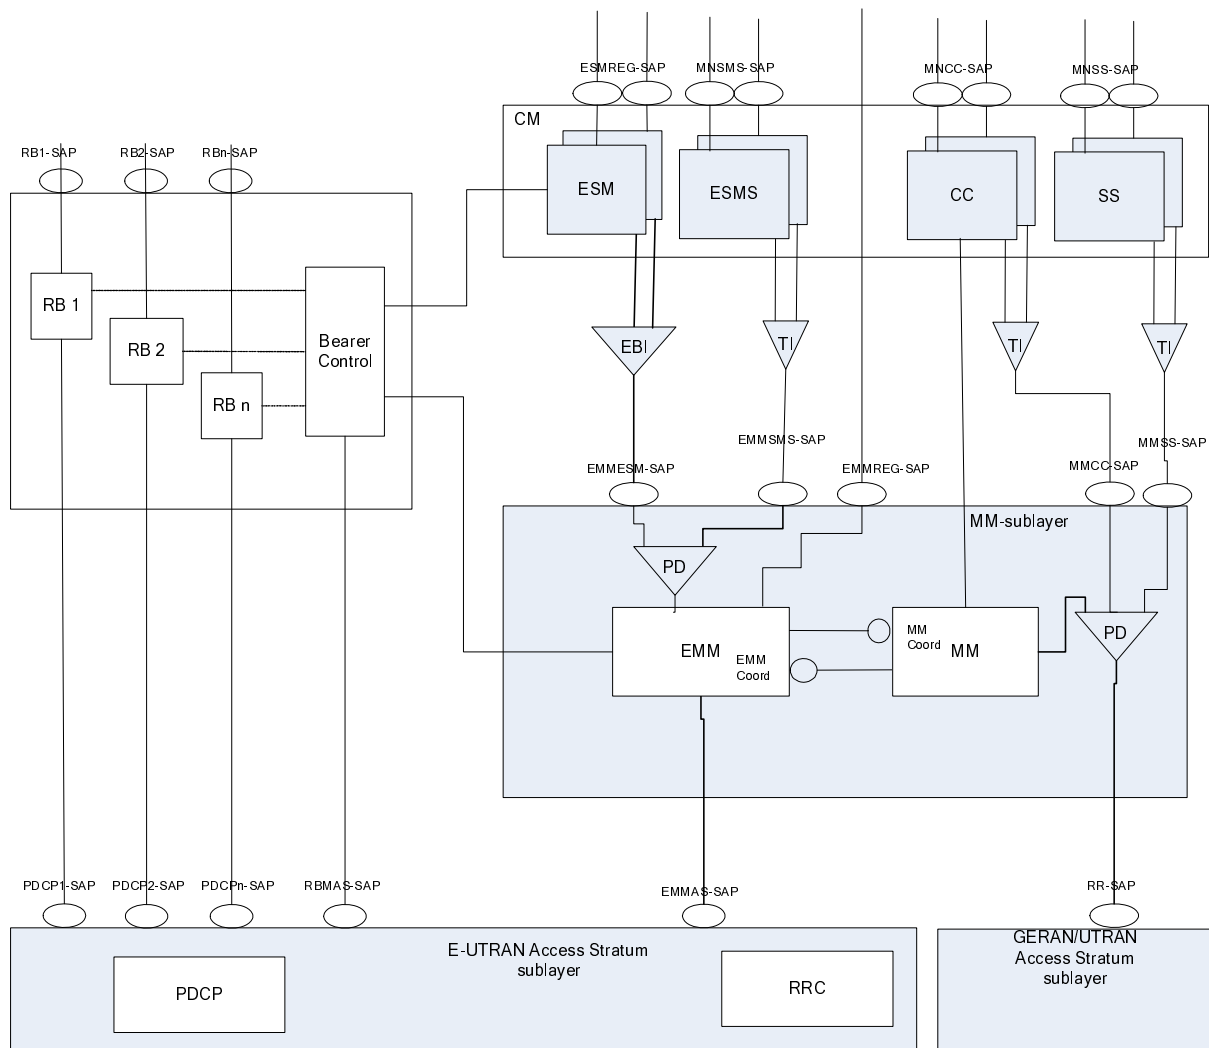 ESMREG-SAP
MNSMS-SAP
MNCC-SAP
MNSS-SAP
CM
RB1-SAP
RB2-SAP
RBn-SAP
ESM
ESMS
CC
SS
RB 1
RB 2
RB n
Bearer
Control
EBI
TI
TI
TI
EMMSMS-SAP
MMSS-SAP
EMMESM-SAP
EMMREG-SAP
MMCC-SAP
MM-sublayer
PD
EMM
EMM
Coord
MM
Coord
MM
PD
PDCP1-SAP
PDCP2-SAP
PDCPn-SAP
RBMAS-SAP
EMMAS-SAP
RR-SAP
E-UTRAN Access Stratum
sublayer
GERAN/UTRAN
Access Stratum
sublayer
PDCP
RRC